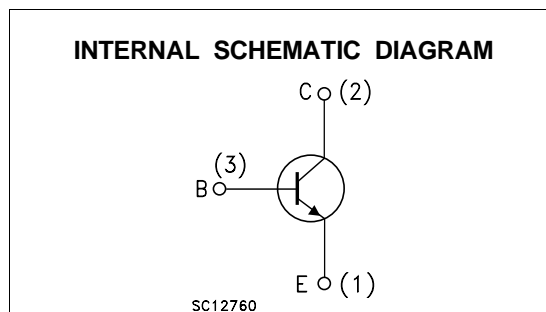 INTERNAL SCHEMATIC DIAGRAM
C (2)
(3)
B
E (1)
SC12760